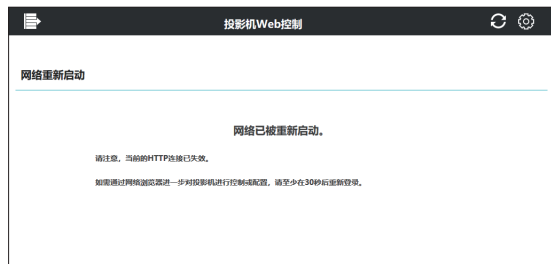 投影机Web控制
网络重新启动
网络已被重新启动。
请注意，当前的HTTP连接已失效。
如需通过网络浏览器进一步对投影机进行控制或配置，请至少在30秒后重新登录。